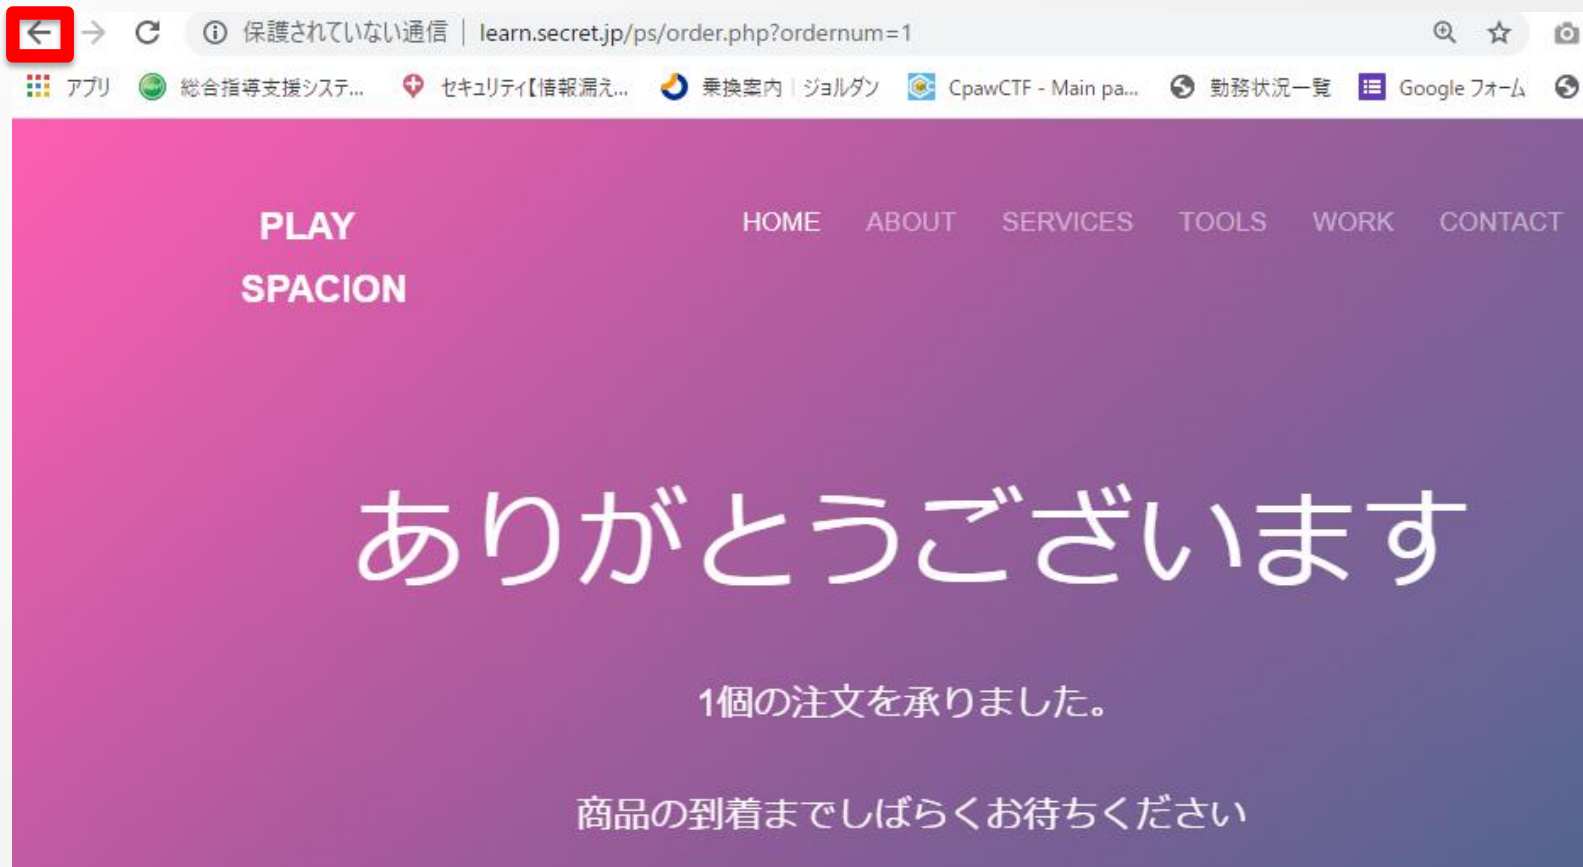 保護されていない通信 | learn.secret.jp/ps/order.php?ordernum=1
アプリ 総合指導支援システ... セキュリティ【情報漏え... 乗換案内 | ジョルダン CpawCTF - Main pa... 勤務状況一覧 Google フォーム
PLAY
SPACION
HOME ABOUT SERVICES TOOLS WORK CONTACT
ありがとうございます
1個の注文を承りました。
商品の到着までしばらくお待ちください